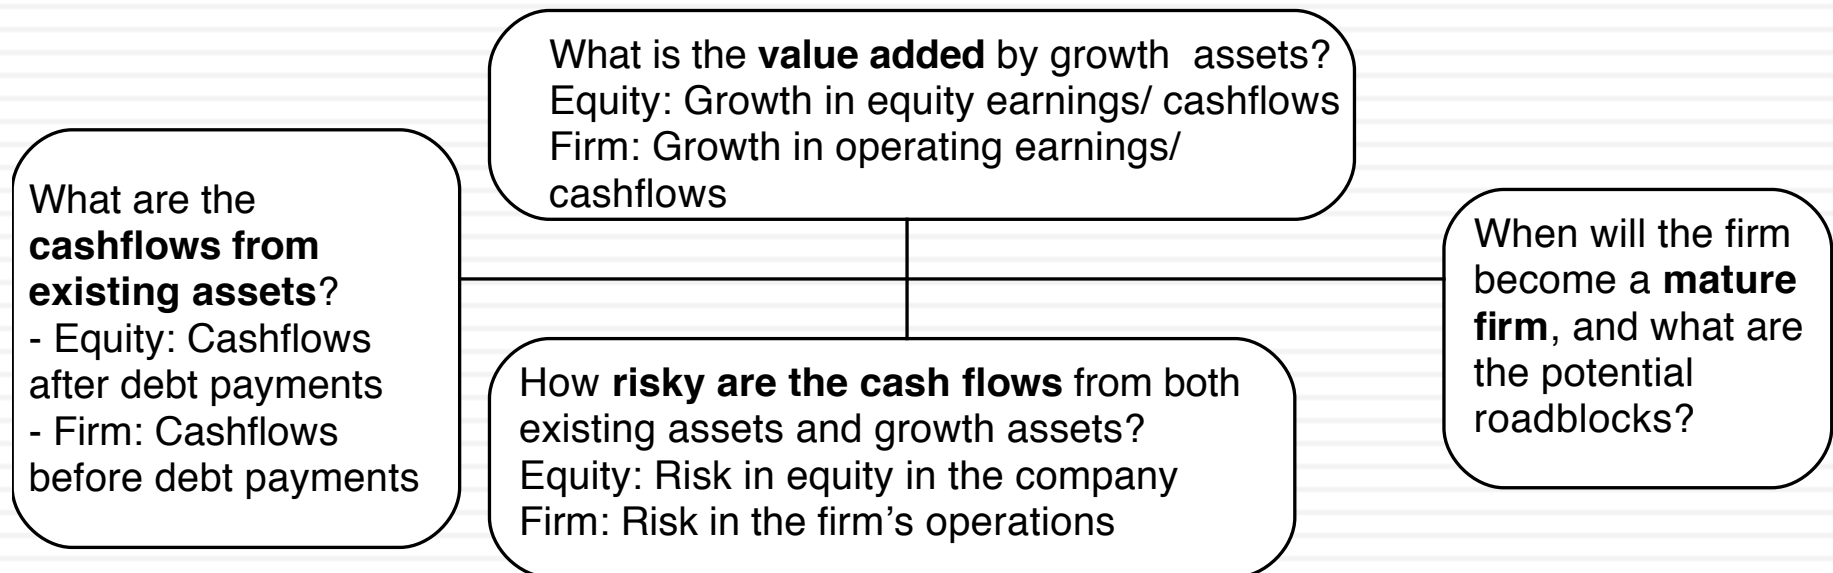 What is the value added by growth assets?
Equity: Growth in equity earnings/ cashflows
Firm: Growth in operating earnings/
cashflows
What are the
cashflows from
existing assets?
- Equity: Cashflows
after debt payments
- Firm: Cashflows
before debt payments
When will the firm
become a mature
firm, and what are
the potential
roadblocks?
How risky are the cash flows from both
existing assets and growth assets?
Equity: Risk in equity in the company
Firm: Risk in the firm’s operations